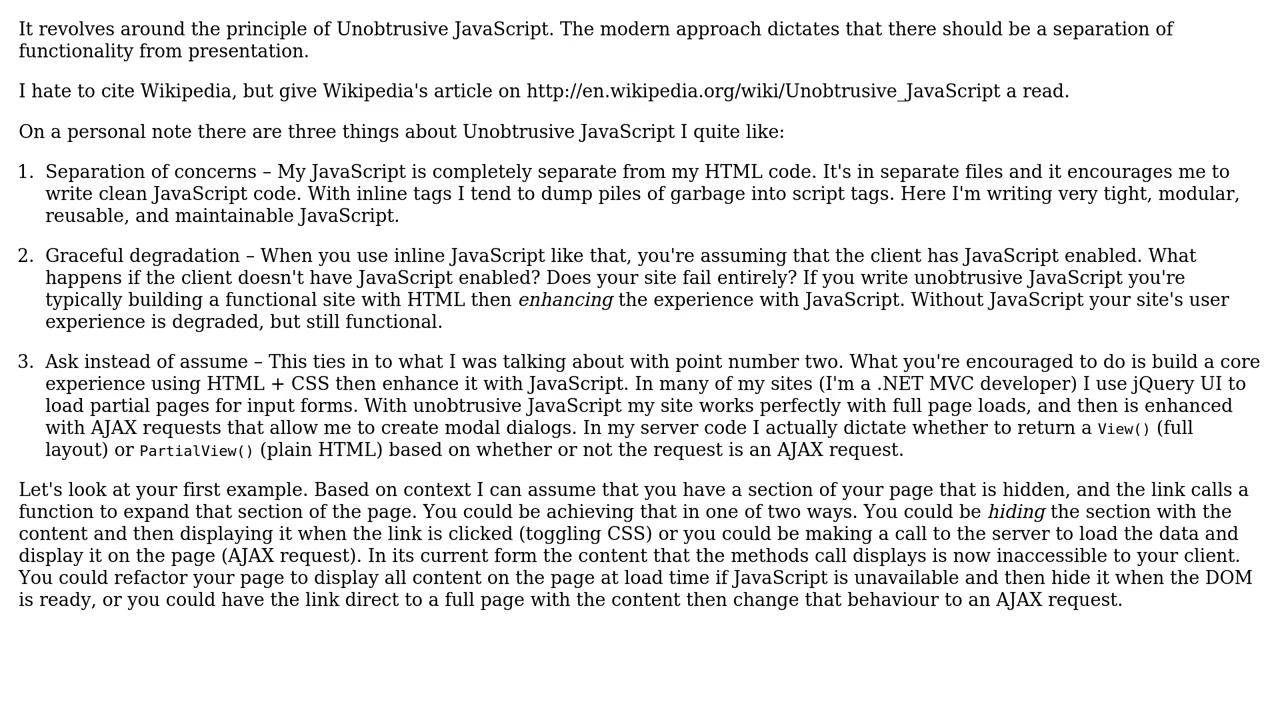 It revolves around the principle of Unobtrusive JavaScript. The modern approach dictates that there should be a separation of
functionality from presentation.
I hate to cite Wikipedia, but give Wikipedia's article on http://en.wikipedia.org/wiki/Unobtrusive_JavaScript a read.
On a personal note there are three things about Unobtrusive JavaScript I quite like:
1. Separation of concerns – My JavaScript is completely separate from my HTML code. It's in separate files and it encourages me to
write clean JavaScript code. With inline tags I tend to dump piles of garbage into script tags. Here I'm writing very tight, modular,
reusable, and maintainable JavaScript.
2. Graceful degradation – When you use inline JavaScript like that, you're assuming that the client has JavaScript enabled. What
happens if the client doesn't have JavaScript enabled? Does your site fail entirely? If you write unobtrusive JavaScript you're
typically building a functional site with HTML then enhancing the experience with JavaScript. Without JavaScript your site's user
experience is degraded, but still functional.
3. Ask instead of assume – This ties in to what I was talking about with point number two. What you're encouraged to do is build a core
experience using HTML + CSS then enhance it with JavaScript. In many of my sites (I'm a .NET MVC developer) I use jQuery UI to
load partial pages for input forms. With unobtrusive JavaScript my site works perfectly with full page loads, and then is enhanced
with AJAX requests that allow me to create modal dialogs. In my server code I actually dictate whether to return a View() (full
layout) or PartialView() (plain HTML) based on whether or not the request is an AJAX request.
Let's look at your first example. Based on context I can assume that you have a section of your page that is hidden, and the link calls a
function to expand that section of the page. You could be achieving that in one of two ways. You could be hiding the section with the
content and then displaying it when the link is clicked (toggling CSS) or you could be making a call to the server to load the data and
display it on the page (AJAX request). In its current form the content that the methods call displays is now inaccessible to your client.
You could refactor your page to display all content on the page at load time if JavaScript is unavailable and then hide it when the DOM
is ready, or you could have the link direct to a full page with the content then change that behaviour to an AJAX request.